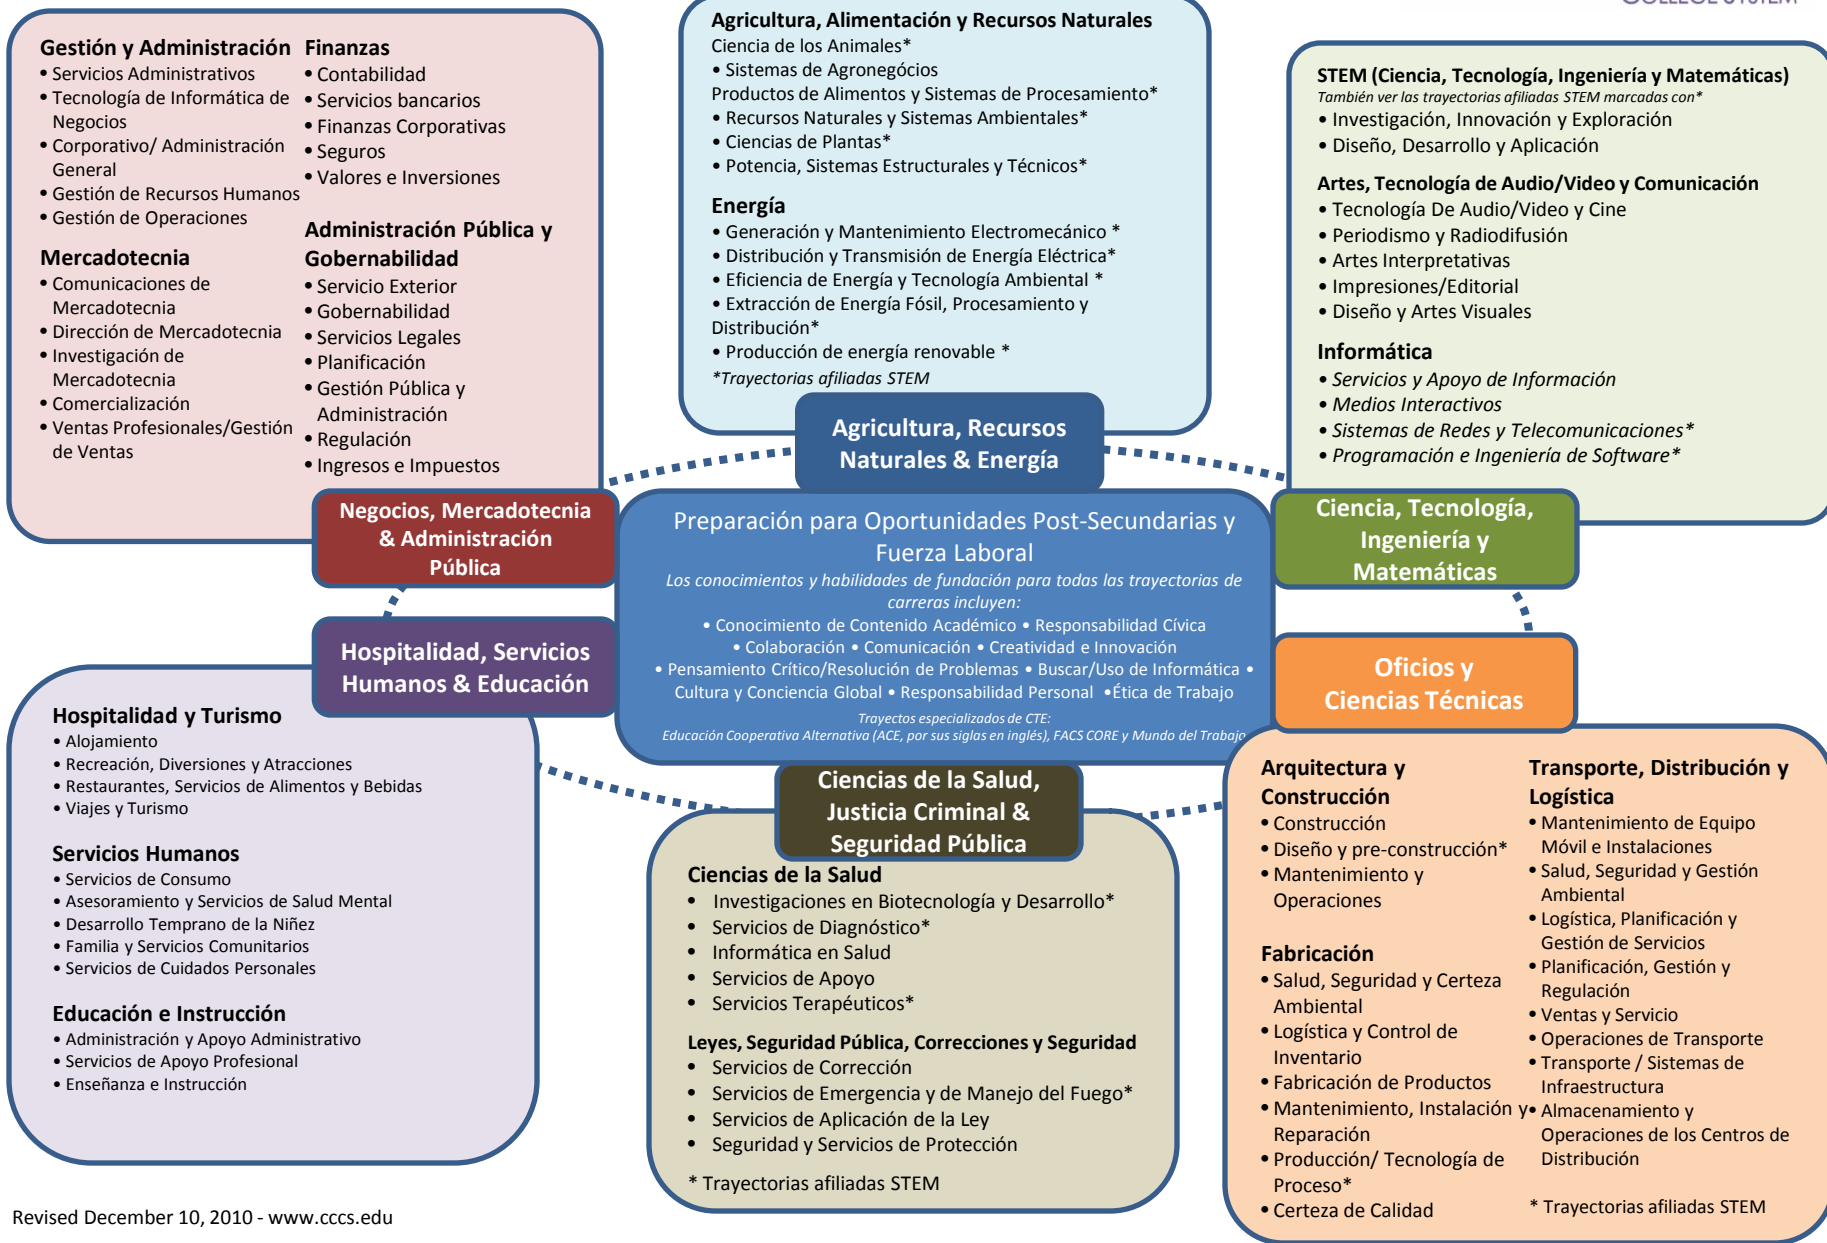 COLLEGE SYSTEM
Gestión y Administración
• Servicios Administrativos
• Tecnología de Informática de
Negocios
• Corporativo/ Administración
General
• Gestión de Recursos Humanos
• Gestión de Operaciones
Mercadotecnia
• Comunicaciones de
Mercadotecnia
• Dirección de Mercadotecnia
• Investigación de
Mercadotecnia
• Comercialización
• Ventas Profesionales/Gestión
de Ventas
Finanzas
• Contabilidad
• Servicios bancarios
• Finanzas Corporativas
• Seguros
• Valores e Inversiones
Administración Pública y
Gobernabilidad
• Servicio Exterior
• Gobernabilidad
• Servicios Legales
• Planificación
• Gestión Pública y
Administración
• Regulación
• Ingresos e Impuestos
Negocios, Mercadotecnia
& Administración
Pública
Agricultura, Alimentación y Recursos Naturales
Ciencia de los Animales*
• Sistemas de Agronegócios
Productos de Alimentos y Sistemas de Procesamiento*
• Recursos Naturales y Sistemas Ambientales*
• Ciencias de Plantas*
• Potencia, Sistemas Estructurales y Técnicos*
Energía
• Generación y Mantenimiento Electromecánico *
• Distribución y Transmisión de Energía Eléctrica*
• Eficiencia de Energía y Tecnología Ambiental *
• Extracción de Energía Fósil, Procesamiento y
Distribución*
• Producción de energía renovable *
*Trayectorias afiliadas STEM
Agricultura, Recursos
Naturales & Energía
STEM (Ciencia, Tecnología, Ingeniería y Matemáticas)
También ver las trayectorias afiliadas STEM marcadas con*
• Investigación, Innovación y Exploración
• Diseño, Desarrollo y Aplicación
Artes, Tecnología de Audio/Video y Comunicación
• Tecnología De Audio/Video y Cine
• Periodismo y Radiodifusión
• Artes Interpretativas
• Impresiones/Editorial
• Diseño y Artes Visuales
Informática
• Servicios y Apoyo de Información
• Medios Interactivos
• Sistemas de Redes y Telecomunicaciones*
• Programación e Ingeniería de Software*
Ciencia, Tecnología,
Ingeniería y
Matemáticas
Preparación para Oportunidades Post-Secundarias y
Fuerza Laboral
Los conocimientos y habilidades de fundación para todas las trayectorias de
carreras incluyen:
• Conocimiento de Contenido Académico • Responsabilidad Cívica
• Colaboración • Comunicación • Creatividad e Innovación
• Pensamiento Crítico/Resolución de Problemas • Buscar/Uso de Informática •
Cultura y Conciencia Global • Responsabilidad Personal •Ética de Trabajo
Trayectos especializados de CTE:
Educación Cooperativa Alternativa (ACE, por sus siglas en inglés), FACS CORE y Mundo del Trabajo
Hospitalidad, Servicios
Humanos & Educación
Hospitalidad y Turismo
• Alojamiento
• Recreación, Diversiones y Atracciones
• Restaurantes, Servicios de Alimentos y Bebidas
• Viajes y Turismo
Servicios Humanos
• Servicios de Consumo
• Asesoramiento y Servicios de Salud Mental
• Desarrollo Temprano de la Niñez
• Familia y Servicios Comunitarios
• Servicios de Cuidados Personales
Educación e Instrucción
• Administración y Apoyo Administrativo
• Servicios de Apoyo Profesional
• Enseñanza e Instrucción
Ciencias de la Salud,
Justicia Criminal &
Seguridad Pública
Ciencias de la Salud
• Investigaciones en Biotecnología y Desarrollo*
• Servicios de Diagnóstico*
• Informática en Salud
• Servicios de Apoyo
• Servicios Terapéuticos*
Leyes, Seguridad Pública, Correcciones y Seguridad
• Servicios de Corrección
• Servicios de Emergencia y de Manejo del Fuego*
• Servicios de Aplicación de la Ley
• Seguridad y Servicios de Protección
* Trayectorias afiliadas STEM
Oficios y
Ciencias Técnicas
Arquitectura y
Construcción
• Construcción
• Diseño y pre-construcción*
• Mantenimiento y
Operaciones
Fabricación
• Salud, Seguridad y Certeza
Ambiental
• Logística y Control de
Inventario
• Fabricación de Productos
• Mantenimiento, Instalación y
Reparación
• Producción/ Tecnología de
Proceso*
• Certeza de Calidad
Transporte, Distribución y
Logística
• Mantenimiento de Equipo
Móvil e Instalaciones
• Salud, Seguridad y Gestión
Ambiental
• Logística, Planificación y
Gestión de Servicios
• Planificación, Gestión y
Regulación
• Ventas y Servicio
• Operaciones de Transporte
• Transporte / Sistemas de
Infraestructura
• Almacenamiento y
Operaciones de los Centros de
Distribución
* Trayectorias afiliadas STEM
Revised December 10, 2010 - www.cccs.edu